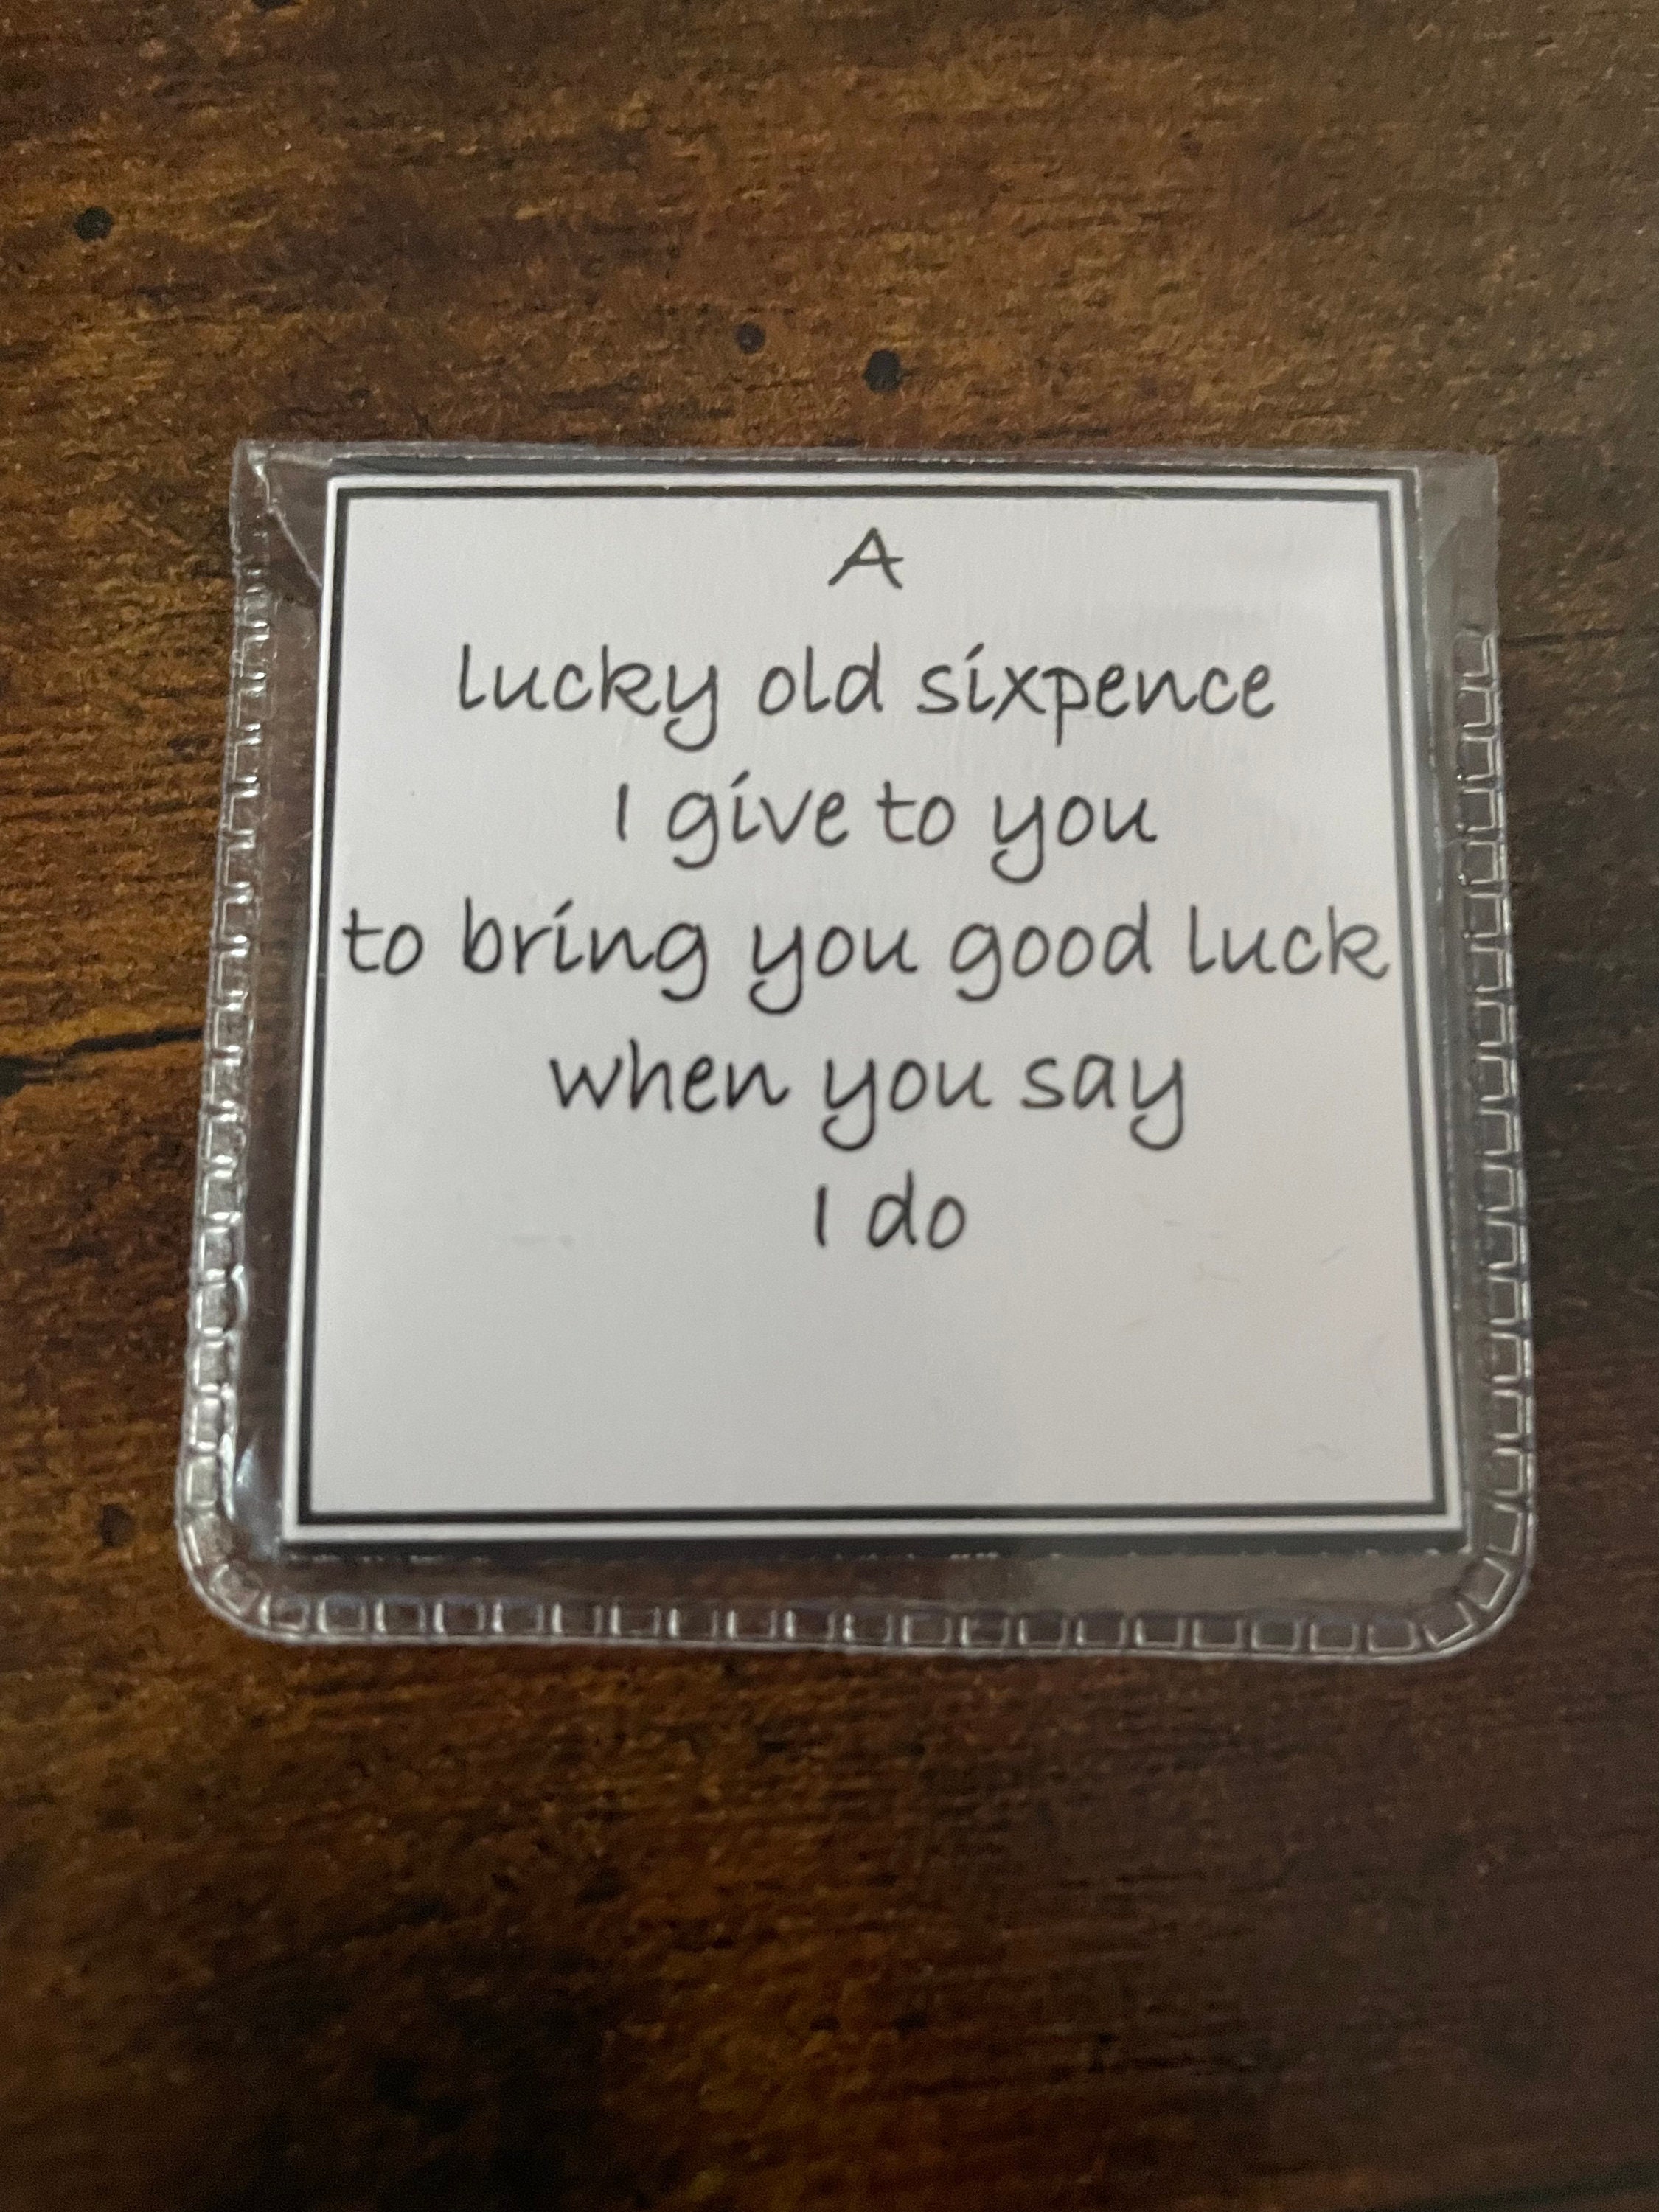 A
lucky old sixpence
I give to you
to bring you good luck
when you say
I do